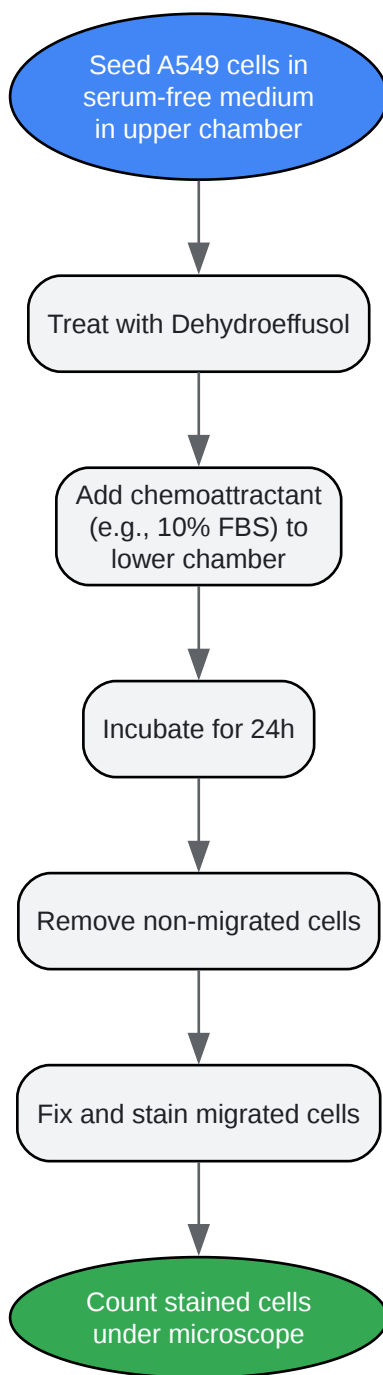 Seed A549 cells in
serum-free medium
in upper chamber
Treat with Dehydroeffusol
Add chemoattractant
(e.g., 10% FBS) to
lower chamber
Incubate for 24h
Remove non-migrated cells
Fix and stain migrated cells
Count stained cells
under microscope